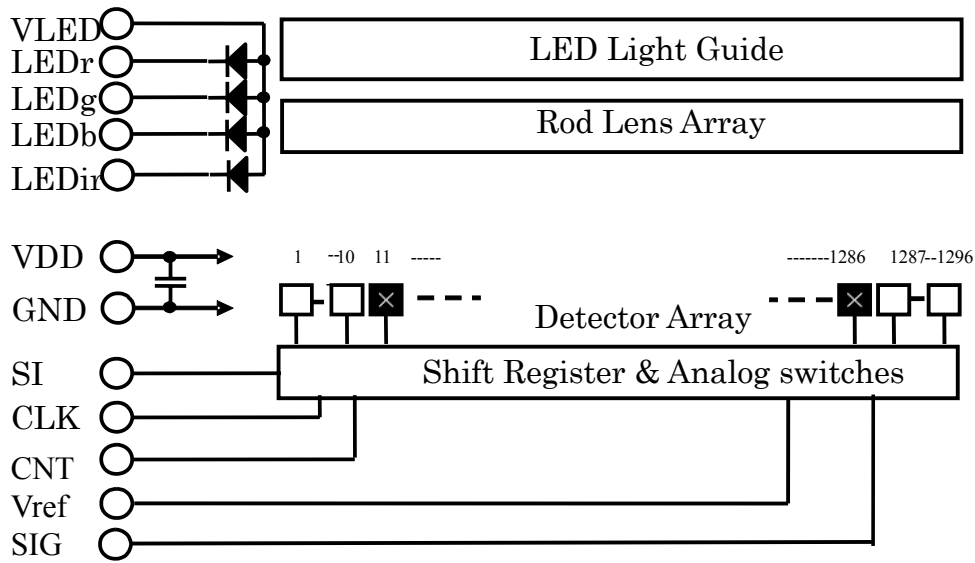 VLED
LEDr
LEDg
LEDb
LEDir
LED Light Guide
Rod Lens Array
VDD
GND
1 --10 11 ----- -------1286 1287--1296
Detector Array
SI
CLK
CNT
Vref
SIG
Shift Register & Analog switches